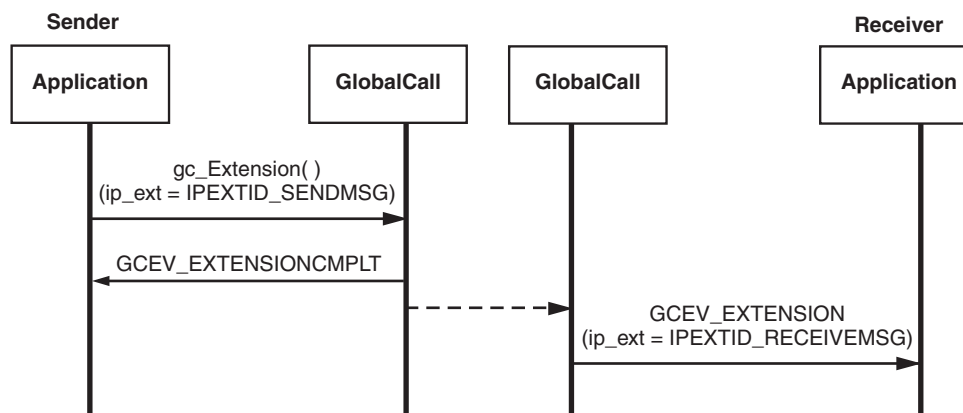 Sender
Receiver
Application
GlobalCall
GlobalCall
Application
gc_Extension( )
(ip_ext = IPEXTID_SENDMSG)
GCEV_EXTENSIONCMPLT
GCEV_EXTENSION
(ip_ext = IPEXTID_RECEIVEMSG)